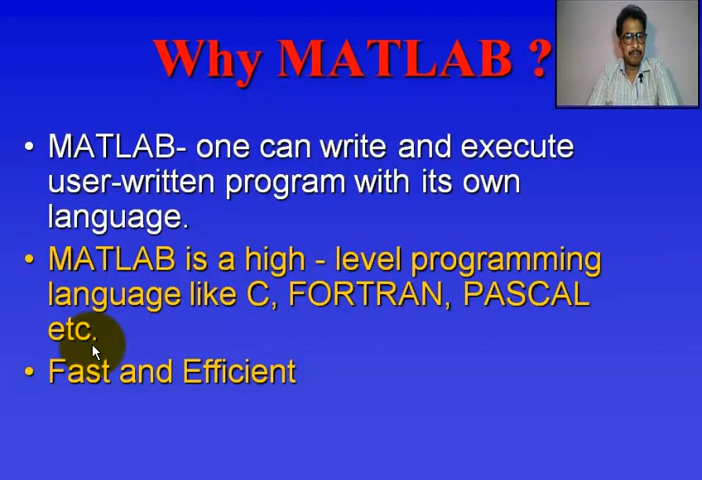 Why MATLAB ?
• MATLAB- one can write and execute
user-written program with its own
language.
• MATLAB is a high - level programming
language like C, FORTRAN, PASCAL
etc.
• Fast and Efficient